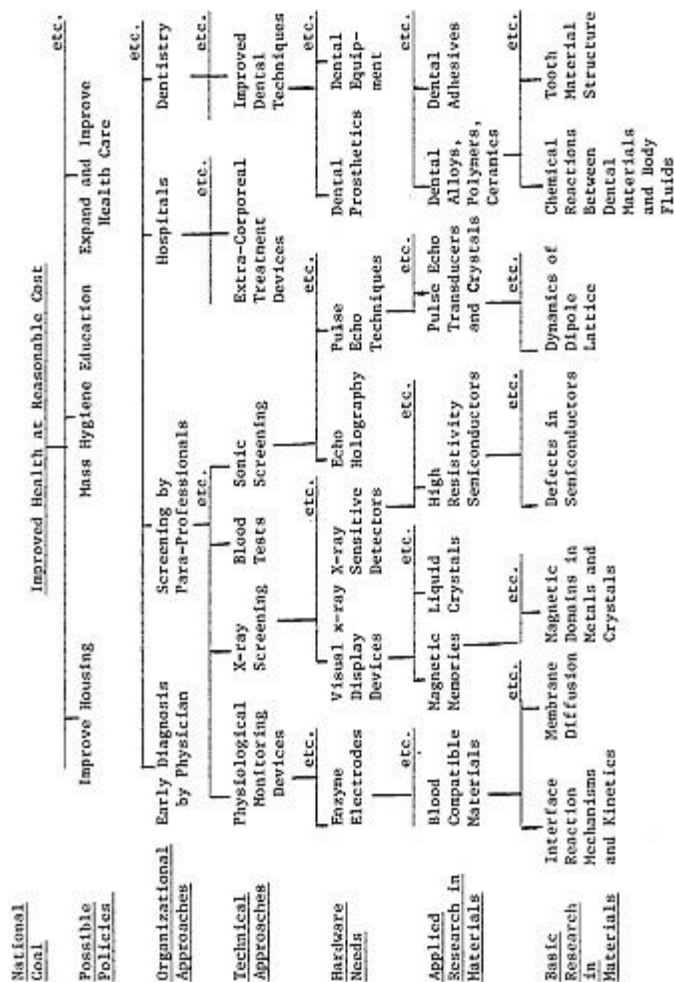 National
Goal
Improved Health at Reasonable Cost
etc.
Possible
Policies
Improve Housing
Mass Hygiene Education
Expand and Improve
Health Care
etc.
Organizational
Approaches
Early Diagnosis
by Physician
Screening by
Para-Professionals
Hospitals
Dentistry
etc.
etc.
etc.
Technical
Approaches
Physiological
Monitoring
Devices
X-ray
Screening
Blood
Tests
Sonic
Screening
Extra-Corporeal
Treatment
Devices
Improved
Dental
Techniques
etc.
etc.
etc.
etc.
Hardware
Needs
Enzyme
Electrodes
Visual x-ray
Display
Devices
X-ray
Sensitive
Detectors
Echo
Holography
Pulse
Echo
Techniques
Dental
Prosthetics
Dental
Equip-
ment
etc.
etc.
etc.
etc.
etc.
Applied
Research in
Materials
Blood
Compatible
Materials
Magnetic
Memories
Liquid
Crystals
High
Resistivity
Semiconductors
Pulse Echo
Transducers
and Crystals
Dental
Alloys,
Polymers,
Ceramics
Dental
Adhesives
etc.
etc.
etc.
etc.
etc.
Basic
Research
in
Materials
Interface
Reaction
Mechanisms
and Kinetics
Membrane
Diffusion
Magnetic
Domains in
Metals and
Crystals
Defects in
Semiconductors
Dynamics of
Dipole
Lattice
Chemical
Reactions
Between
Dental
Materials
and Body
Fluids
Tooth
Material
Structure